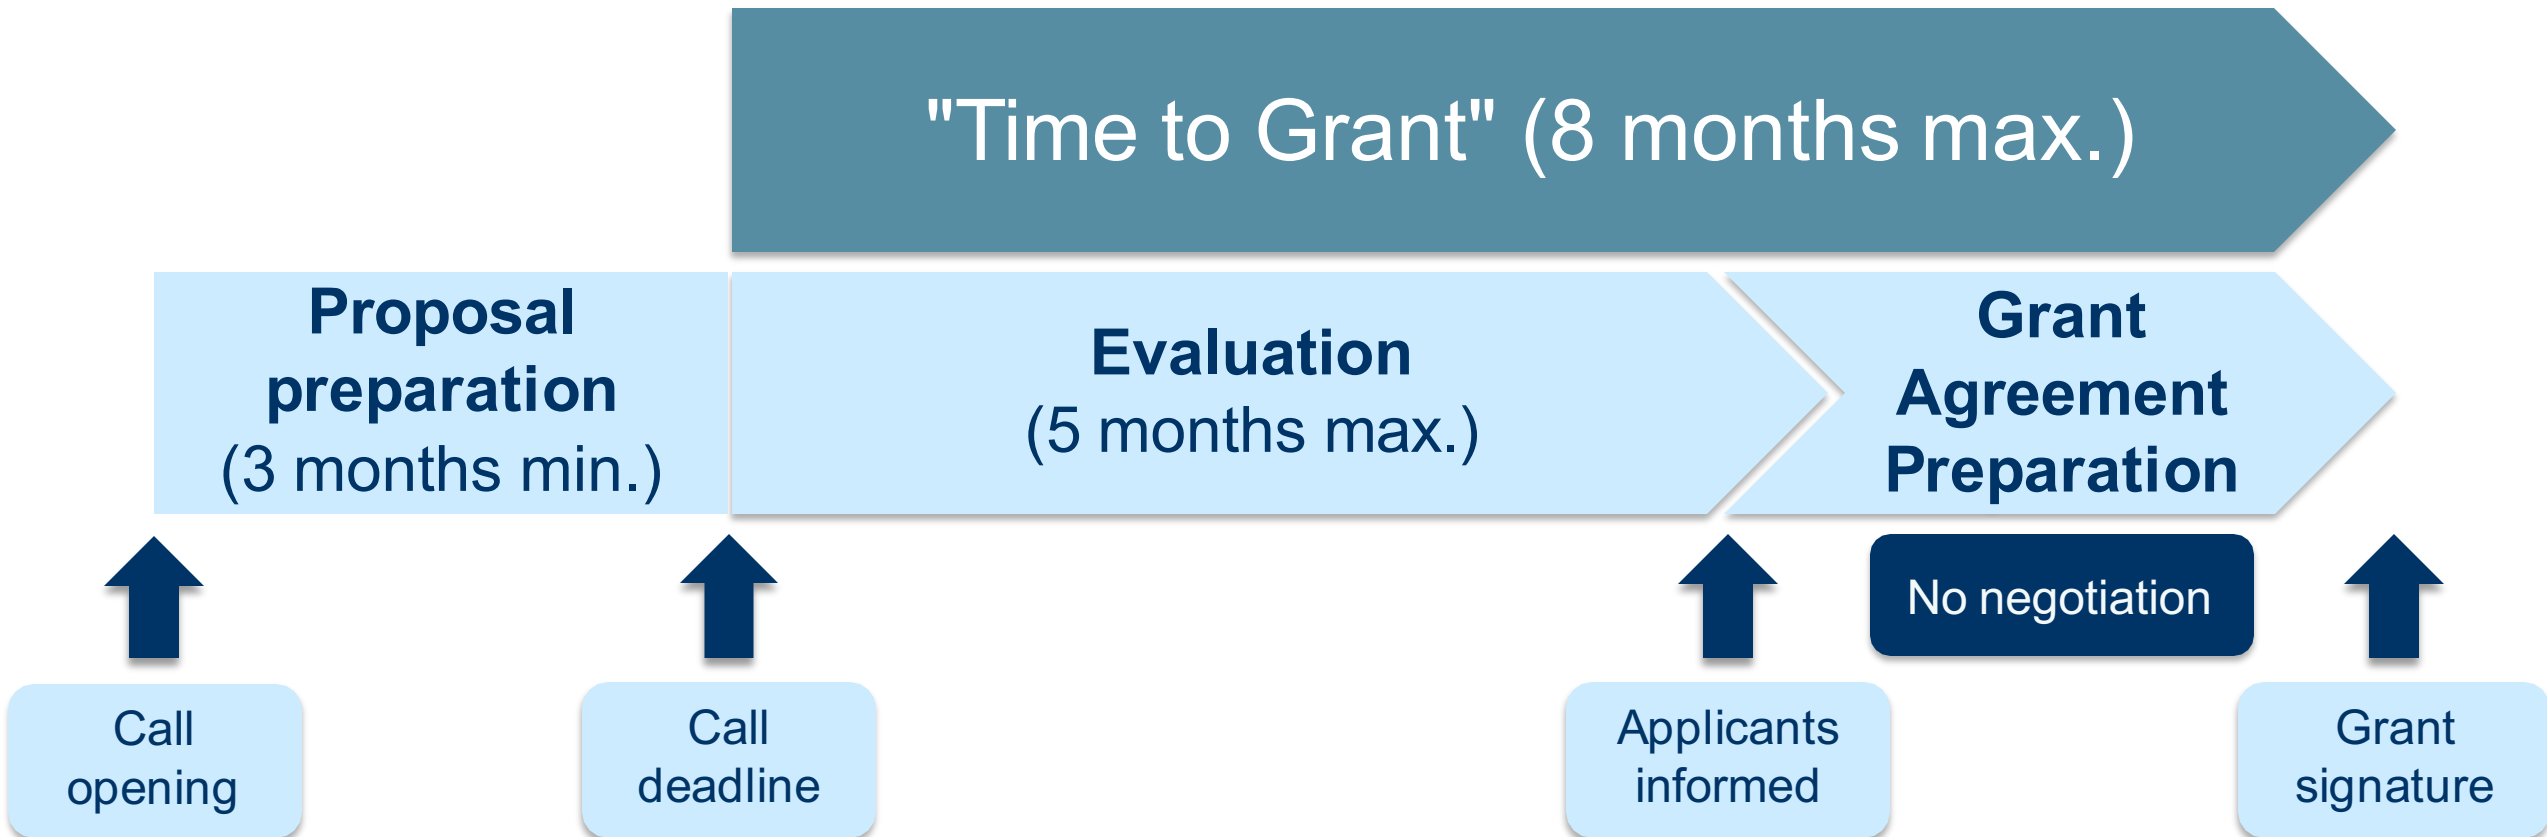 "Time to Grant" (8 months max.)
Proposal
preparation
(3 months min.)
Evaluation
(5 months max.)
Grant
Agreement
Preparation
No negotiation
Call
opening
Call
deadline
Applicants
informed
Grant
signature